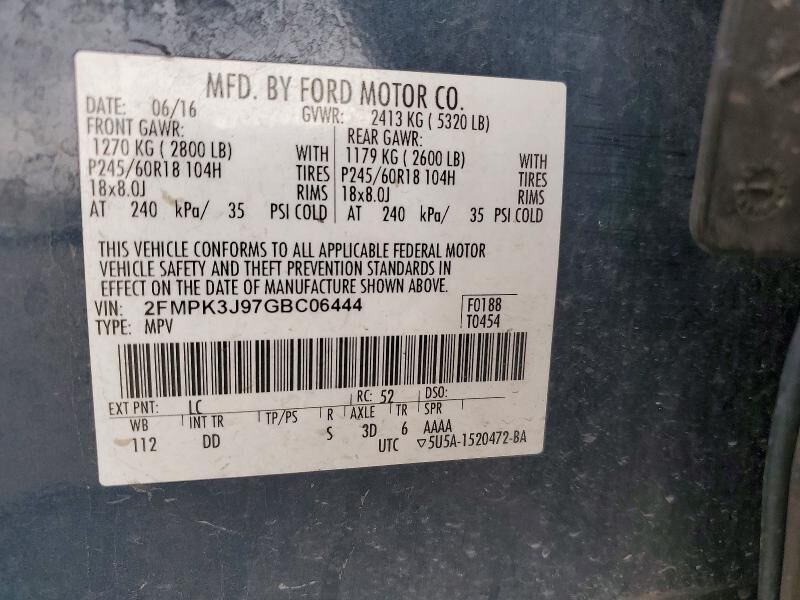 MFD. BY FORD MOTOR CO.
DATE: 06/16 GVWR: 2413 KG ( 5320 LB)
FRONT GAWR: REAR GAWR:
1270 KG ( 2800 LB) WITH 1179 KG ( 2600 LB) WITH
P245/60R18 104H TIRES P245/60R18 104H TIRES
18x8.0J RIMS 18x8.0J RIMS
AT 240 kPa/ 35 PSI COLD AT 240 kPa/ 35 PSI COLD
THIS VEHICLE CONFORMS TO ALL APPLICABLE FEDERAL MOTOR
VEHICLE SAFETY AND THEFT PREVENTION STANDARDS IN
EFFECT ON THE DATE OF MANUFACTURE SHOWN ABOVE.
VIN: 2FMPK3J97GBC06444 F0188
TYPE: MPV T0454
EXT PNT: LC RC: 52 DSO:
WB INT TR TP/PS R AXLE TR SPR
112 DD S 3D 6 AAAA
UTC ▽5U5A-1520472-BA